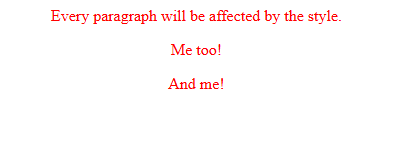 Every paragraph will be affected by the style.
Me too!
And me!